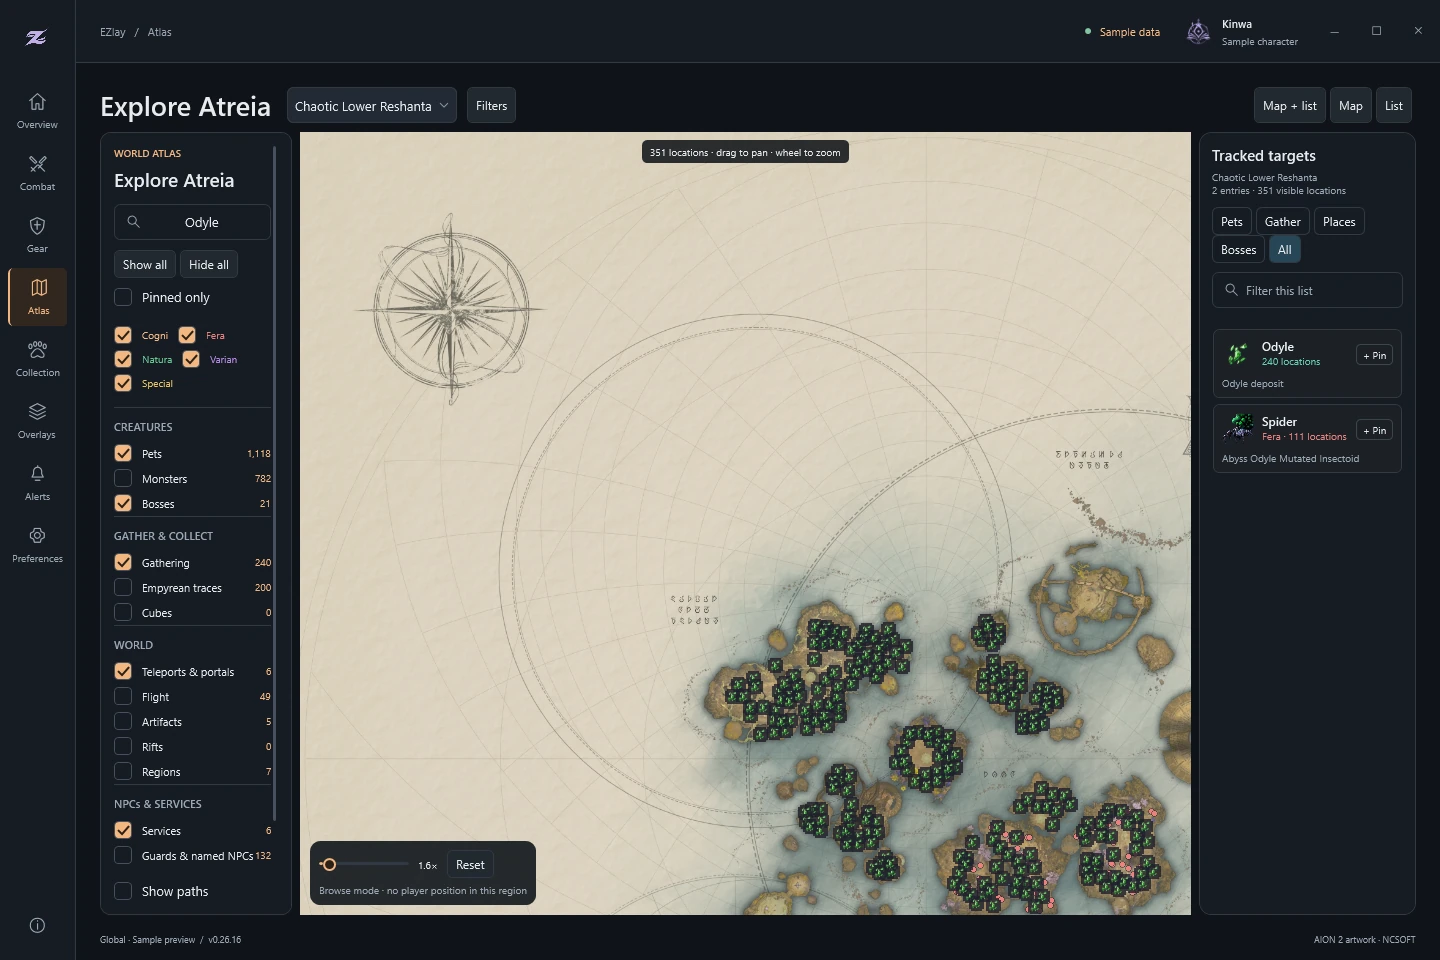 EZlay / Atlas
Sample data
Kinwa
Sample character
Overview
Combat
Gear
Atlas
Collection
Overlays
Alerts
Preferences
Explore Atreia
Chaotic Lower Reshanta
Filters
Map + list
Map
List
WORLD ATLAS
Explore Atreia
Odyle
Show all
Hide all
Pinned only
Cogni
Fera
Natura
Varian
Special
CREATURES
Pets 1,118
Monsters 782
Bosses 21
GATHER & COLLECT
Gathering 240
Empyrean traces 200
Cubes 0
WORLD
Teleports & portals 6
Flight 49
Artifacts 5
Rifts 0
Regions 7
NPCs & SERVICES
Services 6
Guards & named NPCs 132
Show paths
351 locations · drag to pan · wheel to zoom
1.6×
Reset
Browse mode · no player position in this region
Tracked targets
Chaotic Lower Reshanta
2 entries · 351 visible locations
Pets
Gather
Places
Bosses
All
Filter this list
Odyle
240 locations
+ Pin
Odyle deposit
Spider
Fera · 111 locations
+ Pin
Abyss Odyle Mutated Insectoid
Global · Sample preview / v0.26.16
AION 2 artwork · NCSOFT